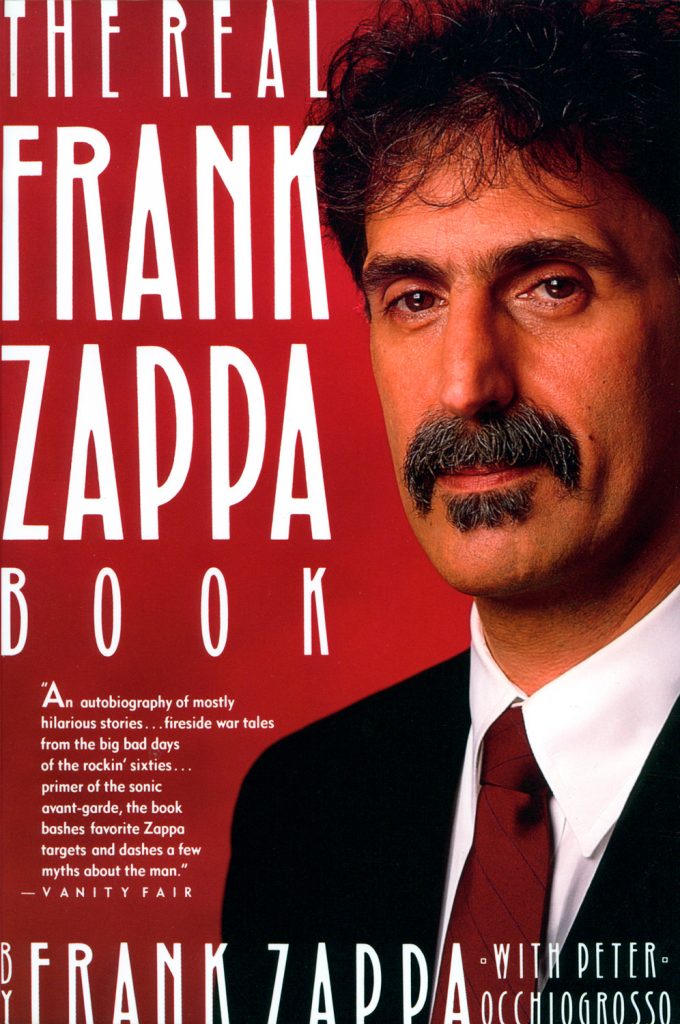 THE REAL
FRANK
ZAPPA
BOOK
“An autobiography of mostly
hilarious stories...fireside war tales
from the big bad days
of the rockin’ sixties...
primer of the sonic
avant-garde, the book
bashes favorite Zappa
targets and dashes a few
myths about the man.”
—VANITY FAIR
BY FRANK ZAPPA WITH PETER
OCCHIOGROSSO